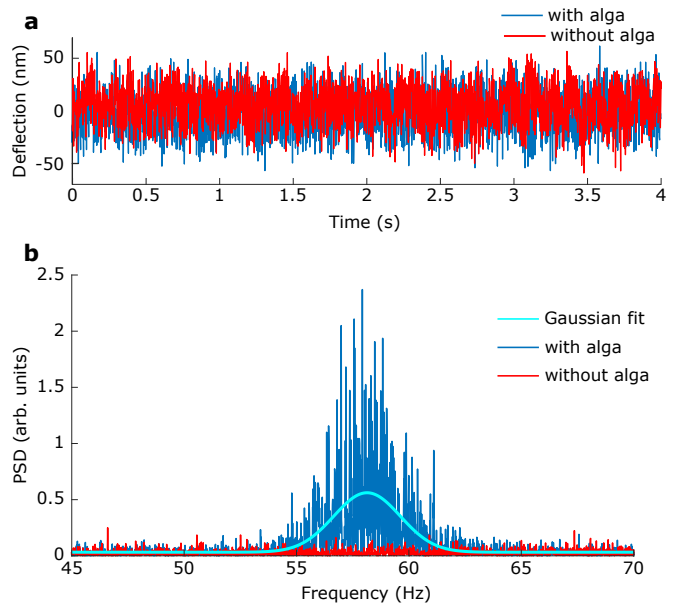 a
with alga
without alga
Deflection (nm)
50
0
-50
0 0.5 1 1.5 2 2.5 3 3.5 4
Time (s)
b
2.5
2
1.5
1
0.5
0
PSD (arb. units)
Gaussian fit
with alga
without alga
45 50 55 60 65 70
Frequency (Hz)